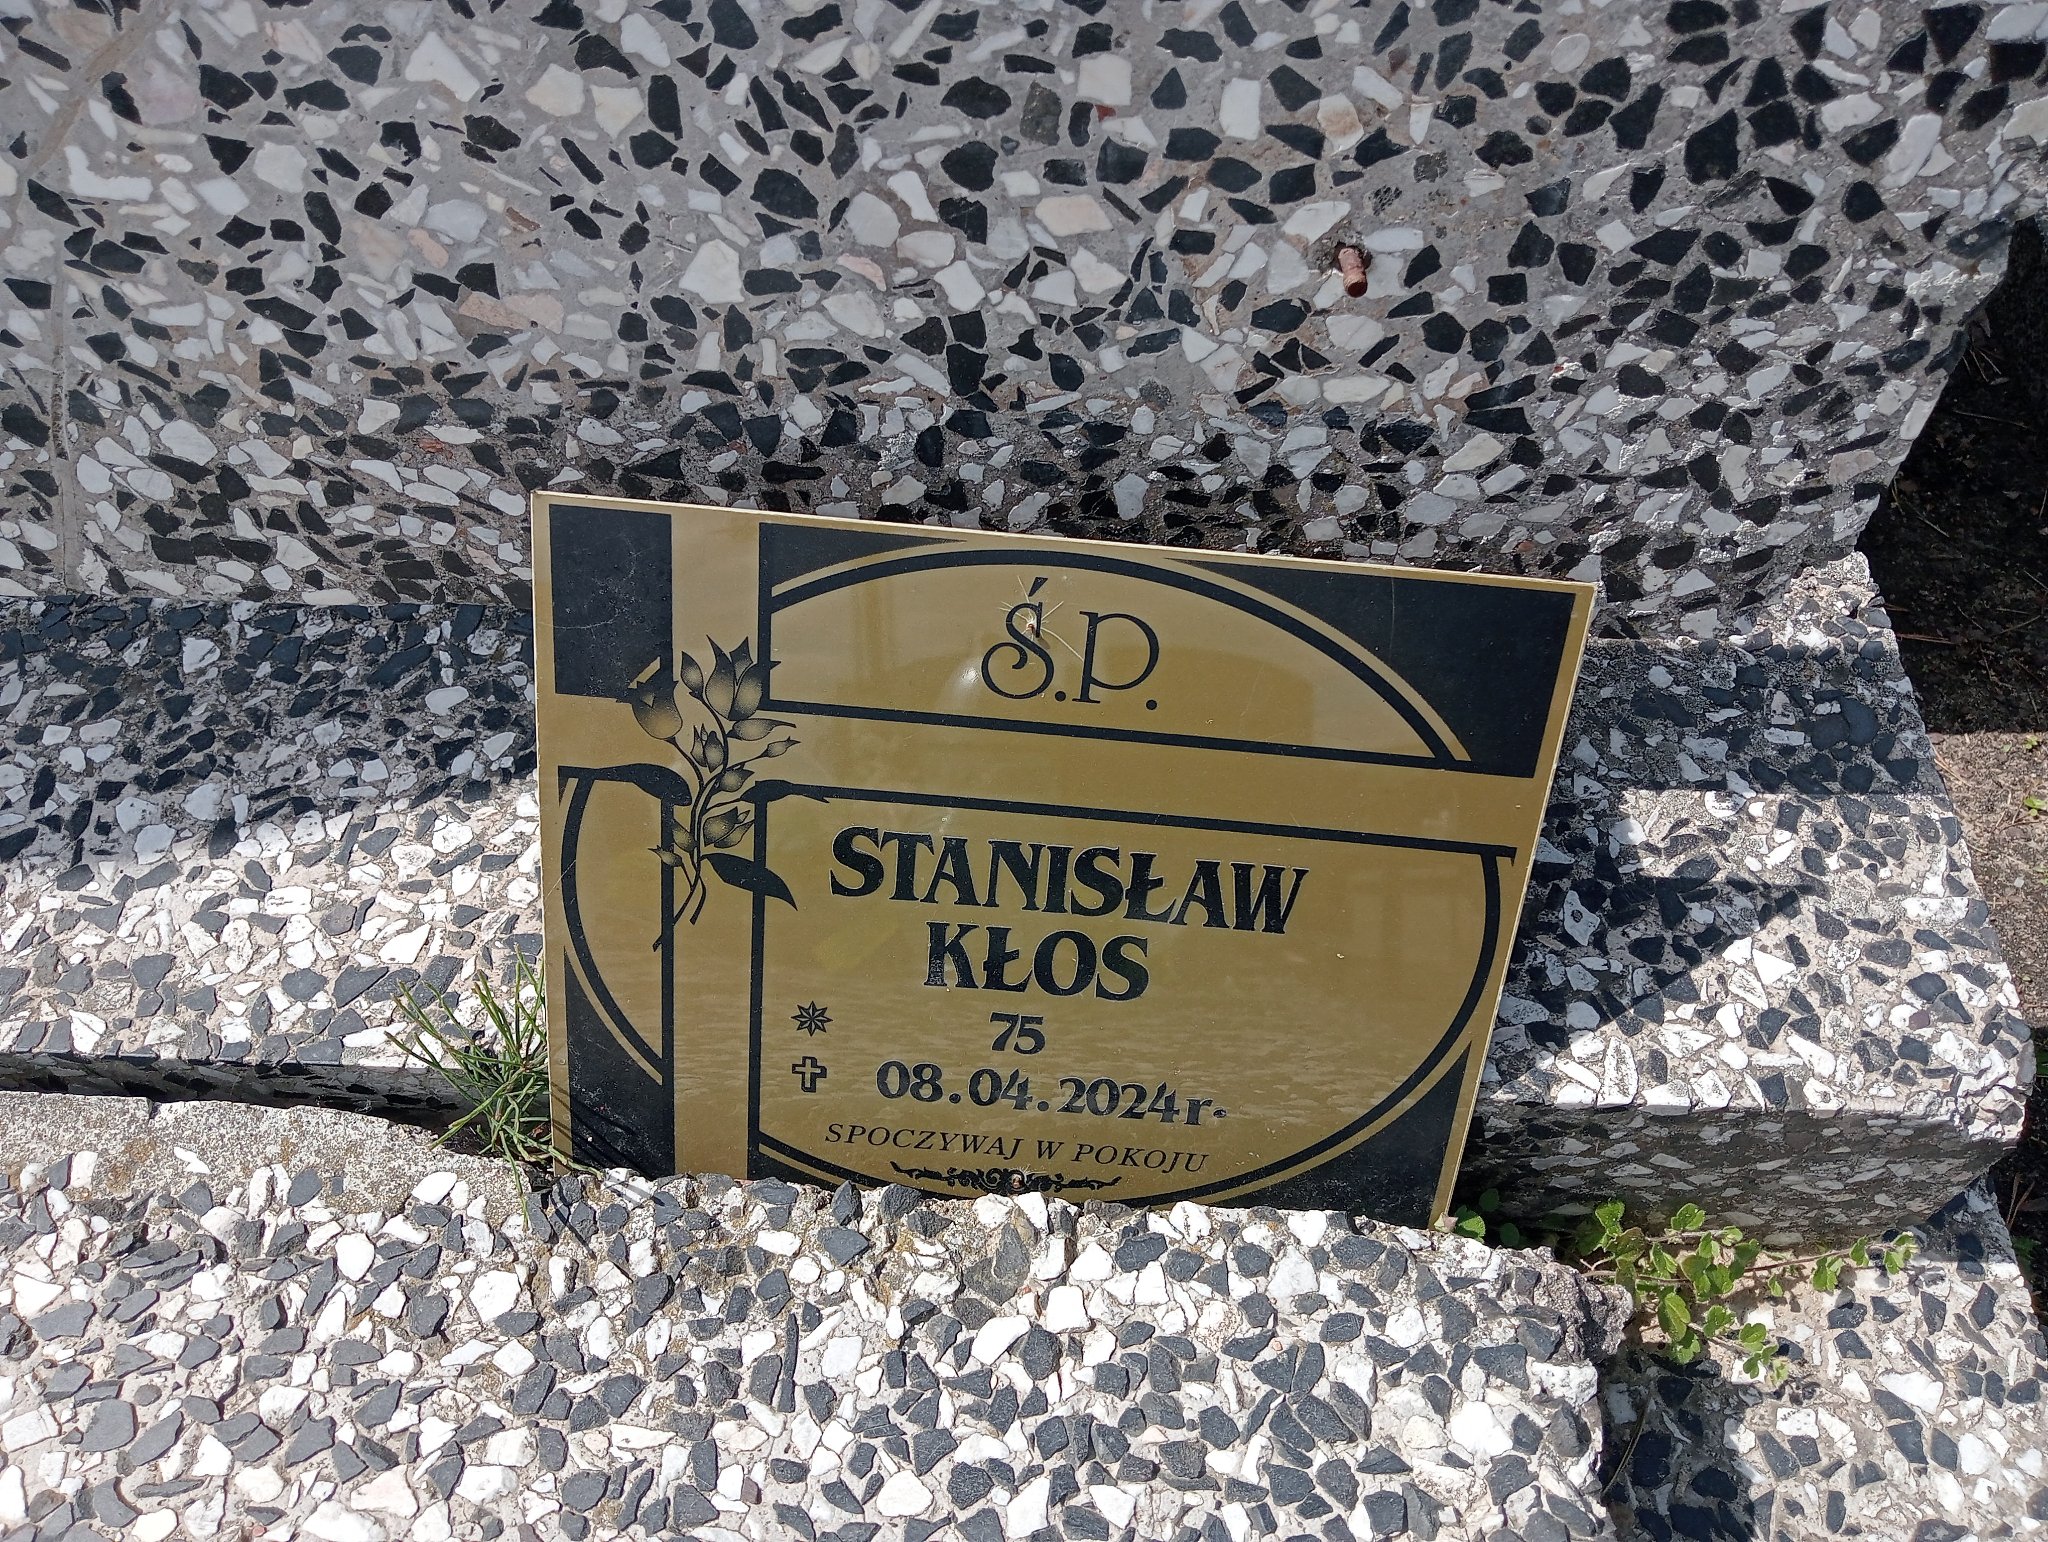 Ś.P.
STANISŁAW
KŁOS
75
08.04.2024r.
SPOCZYWAJ W POKOJU